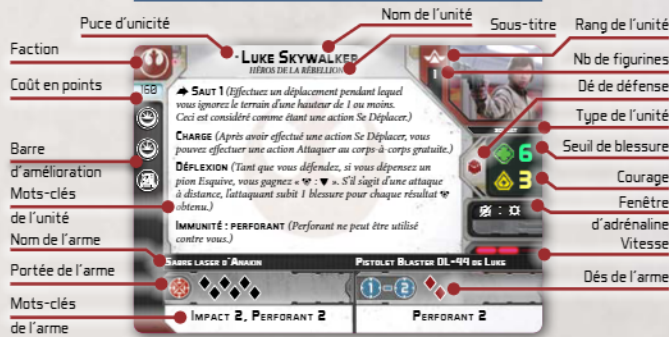 Puce d'unicité
Nom de l'unité
Sous-titre
Rang de l'unité
Faction
Nb de figurines
Coût en points
Dé de défense
Type de l'unité
Seuil de blessure
Barre
d'amélioration
Courage
Mots-clés
de l'unité
Fenêtre
d'adrénaline
Nom de l'arme
Vitesse
Portée de l'arme
Dés de l'arme
Mots-clés
de l'arme
• Luke Skywalker
HÉROS DE LA RÉBELLION
1
160
Saut 1 (Effectuez un déplacement pendant lequel
vous ignorez le terrain d'une hauteur de 1 ou moins.
Ceci est considéré comme étant une action Se Déplacer.)
Charge (Après avoir effectué une action Se Déplacer, vous
pouvez effectuer une action Attaquer au corps-à-corps gratuite.)
Déflexion (Tant que vous défendez, si vous dépensez un
pion Esquive, vous gagnez « : ▼ ». S'il s'agit d'une attaque
à distance, l'attaquant subit 1 blessure pour chaque résultat
obtenu.)
Immunité : perforant (Perforant ne peut être utilisé
contre vous.)
6
3
:
Sabre laser d'Anakin
Pistolet Blaster DL-44 de Luke
1-2
Impact 2, Perforant 2
Perforant 2